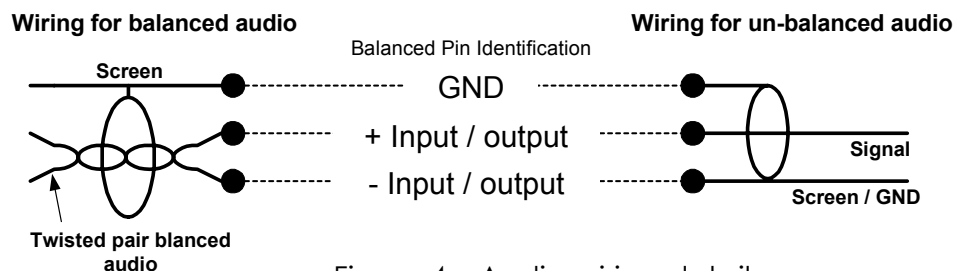 Wiring for balanced audio
Wiring for un-balanced audio
Balanced Pin Identification
Screen
GND
+ Input / output
- Input / output
Signal
Screen / GND
Twisted pair blanced
audio